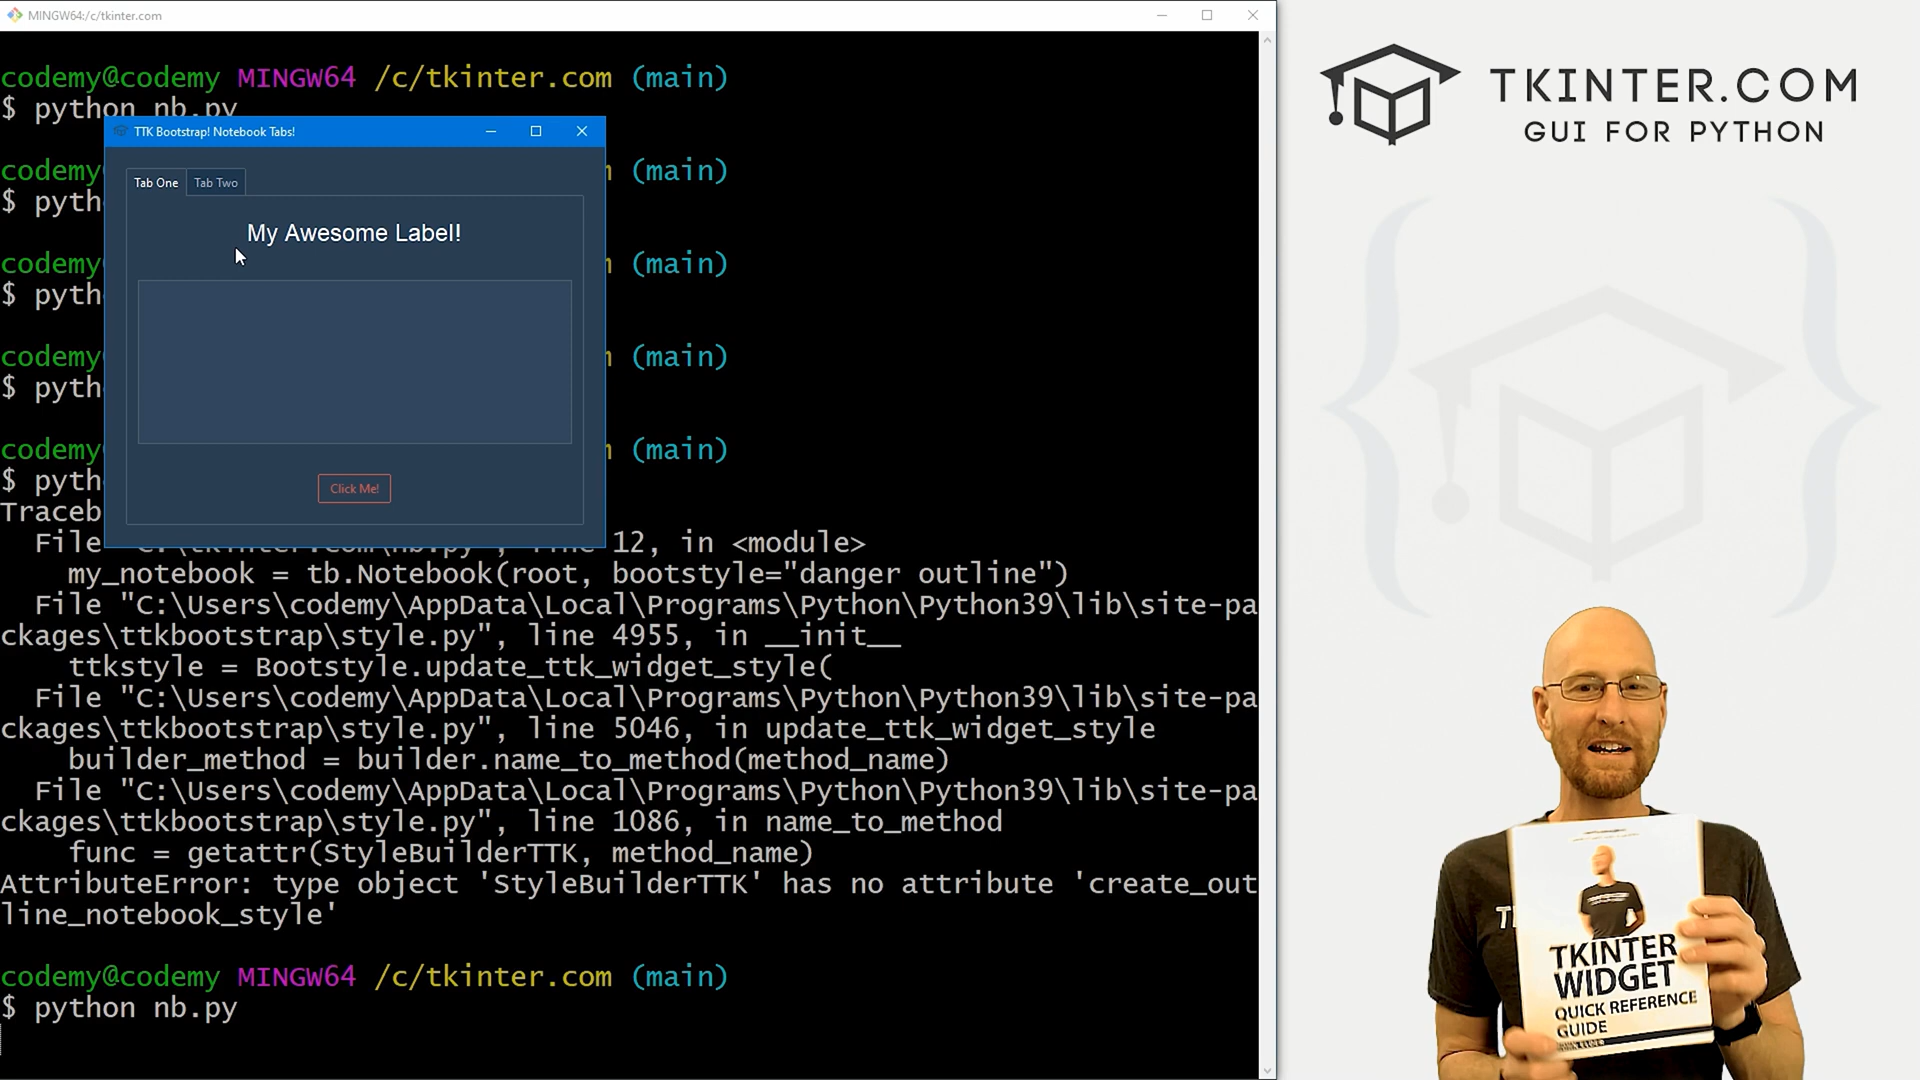 MINGW64:/c/tkinter.com
codemy@codemy MINGW64 /c/tkinter.com (main)
$ python nb.py
TTK Bootstrap! Notebook Tabs!
codemy (main)
$ pyth
Tab One Tab Two
My Awesome Label!
codemy (main)
$ pyth
codemy (main)
$ pyth
codemy (main)
$ pyth
Click Me!
Traceb
File "C:\tkinter.com\nb.py", line 12, in <module>
my_notebook = tb.Notebook(root, bootstyle="danger outline")
File "C:\Users\codemy\AppData\Local\Programs\Python\Python39\lib\site-pa
ckages\ttkbootstrap\style.py", line 4955, in __init__
ttkstyle = Bootstyle.update_ttk_widget_style(
File "C:\Users\codemy\AppData\Local\Programs\Python\Python39\lib\site-pa
ckages\ttkbootstrap\style.py", line 5046, in update_ttk_widget_style
builder_method = builder.name_to_method(method_name)
File "C:\Users\codemy\AppData\Local\Programs\Python\Python39\lib\site-pa
ckages\ttkbootstrap\style.py", line 1086, in name_to_method
func = getattr(StyleBuilderTTK, method_name)
AttributeError: type object 'StyleBuilderTTK' has no attribute 'create_out
line_notebook_style'
codemy@codemy MINGW64 /c/tkinter.com (main)
$ python nb.py
TKINTER.COM
GUI FOR PYTHON
TKINTER
WIDGET
QUICK REFERENCE
GUIDE